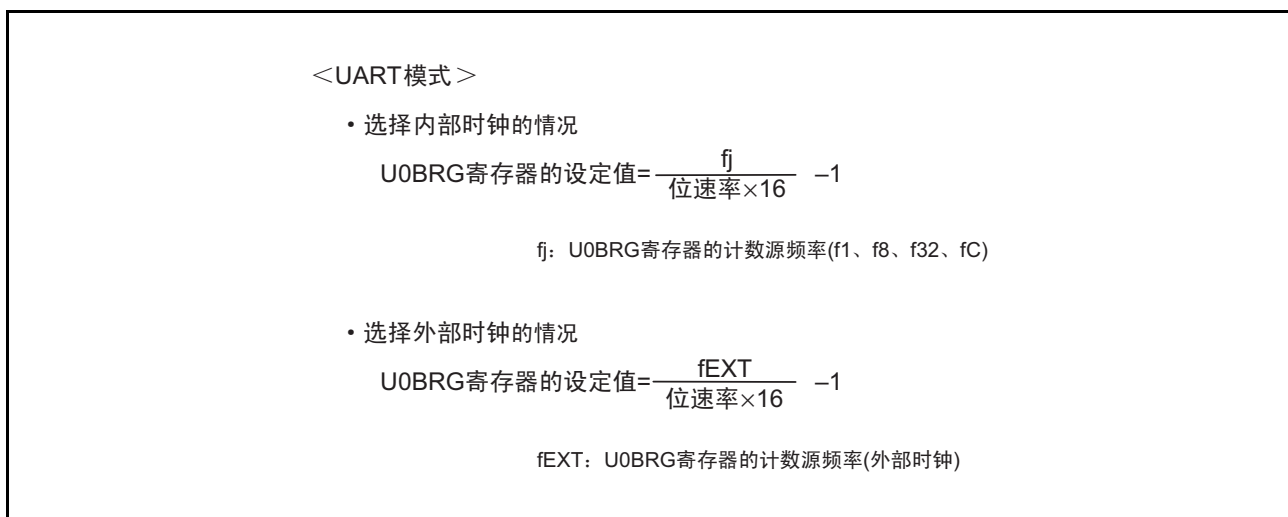 ＜UART模式＞
•选择内部时钟的情况
U0BRG寄存器的设定值= fj / 位速率×16 –1
fj：U0BRG寄存器的计数源频率(f1、f8、f32、fC)
•选择外部时钟的情况
U0BRG寄存器的设定值= fEXT / 位速率×16 –1
fEXT：U0BRG寄存器的计数源频率(外部时钟)